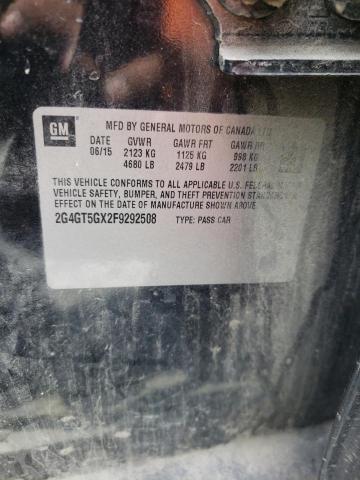 GM
MFD BY GENERAL MOTORS OF CANADA LTD
DATE GVWR GAWR FRT GAWR RR
06/15 2123 KG 1125 KG 998 KG
4680 LB 2479 LB 2201 LB
THIS VEHICLE CONFORMS TO ALL APPLICABLE U.S. FEDERAL
VEHICLE SAFETY, BUMPER, AND THEFT PREVENTION STANDARDS
EFFECT ON THE DATE OF MANUFACTURE SHOWN ABOVE.
2G4GT5GX2F9292508 TYPE: PASS CAR